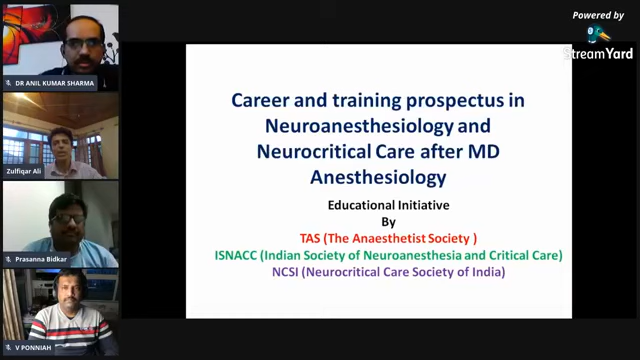 Powered by
StreamYard
DR ANIL KUMAR SHARMA
Zulfiqar Ali
Prasanna Bidkar
V PONNIAH
Career and training prospectus in
Neuroanesthesiology and
Neurocritical Care after MD
Anesthesiology
Educational Initiative
By
TAS (The Anaesthetist Society )
ISNACC (Indian Society of Neuroanesthesia and Critical Care)
NCSI (Neurocritical Care Society of India)